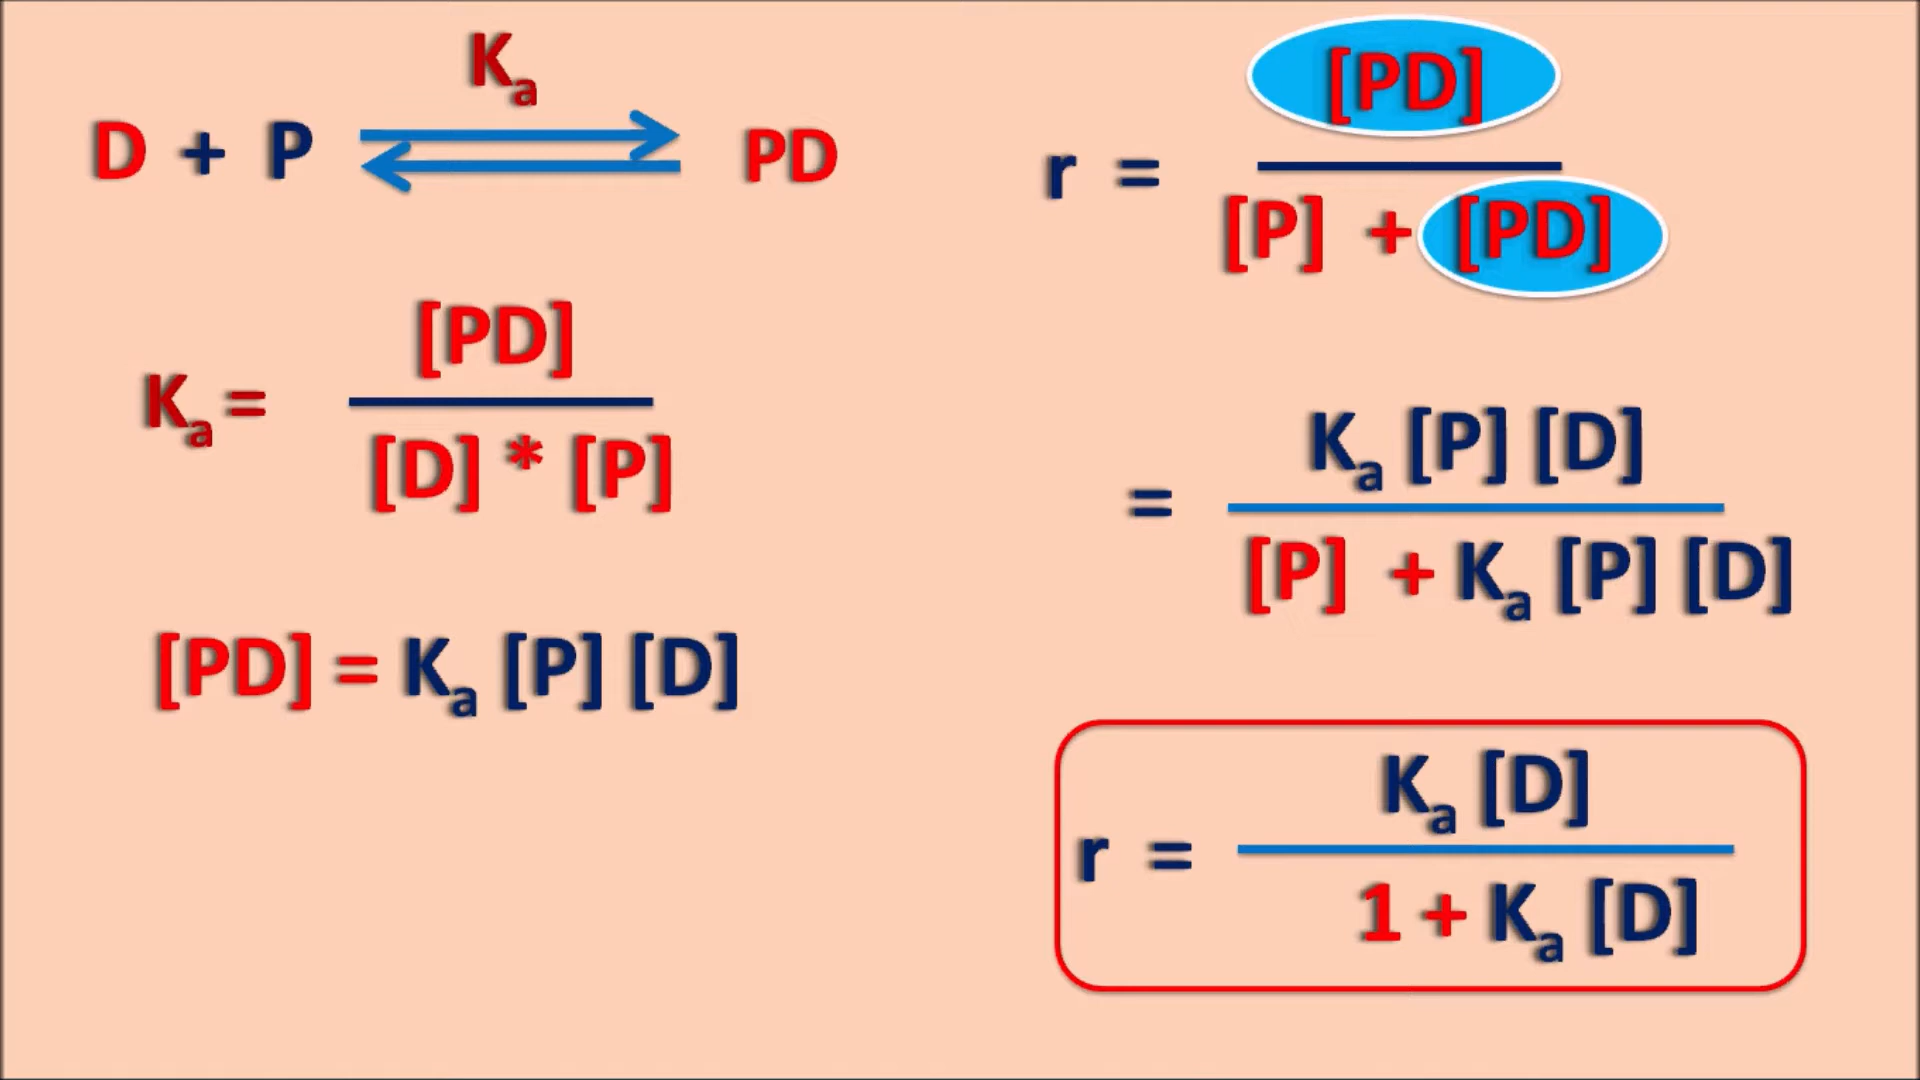 Kₐ
D + P ⇌ PD
[PD]
Kₐ =
[D] * [P]
[PD] = Kₐ [P] [D]
[PD]
r =
[P] + [PD]
Kₐ [P] [D]
=
[P] + Kₐ [P] [D]
Kₐ [D]
r =
1 + Kₐ [D]